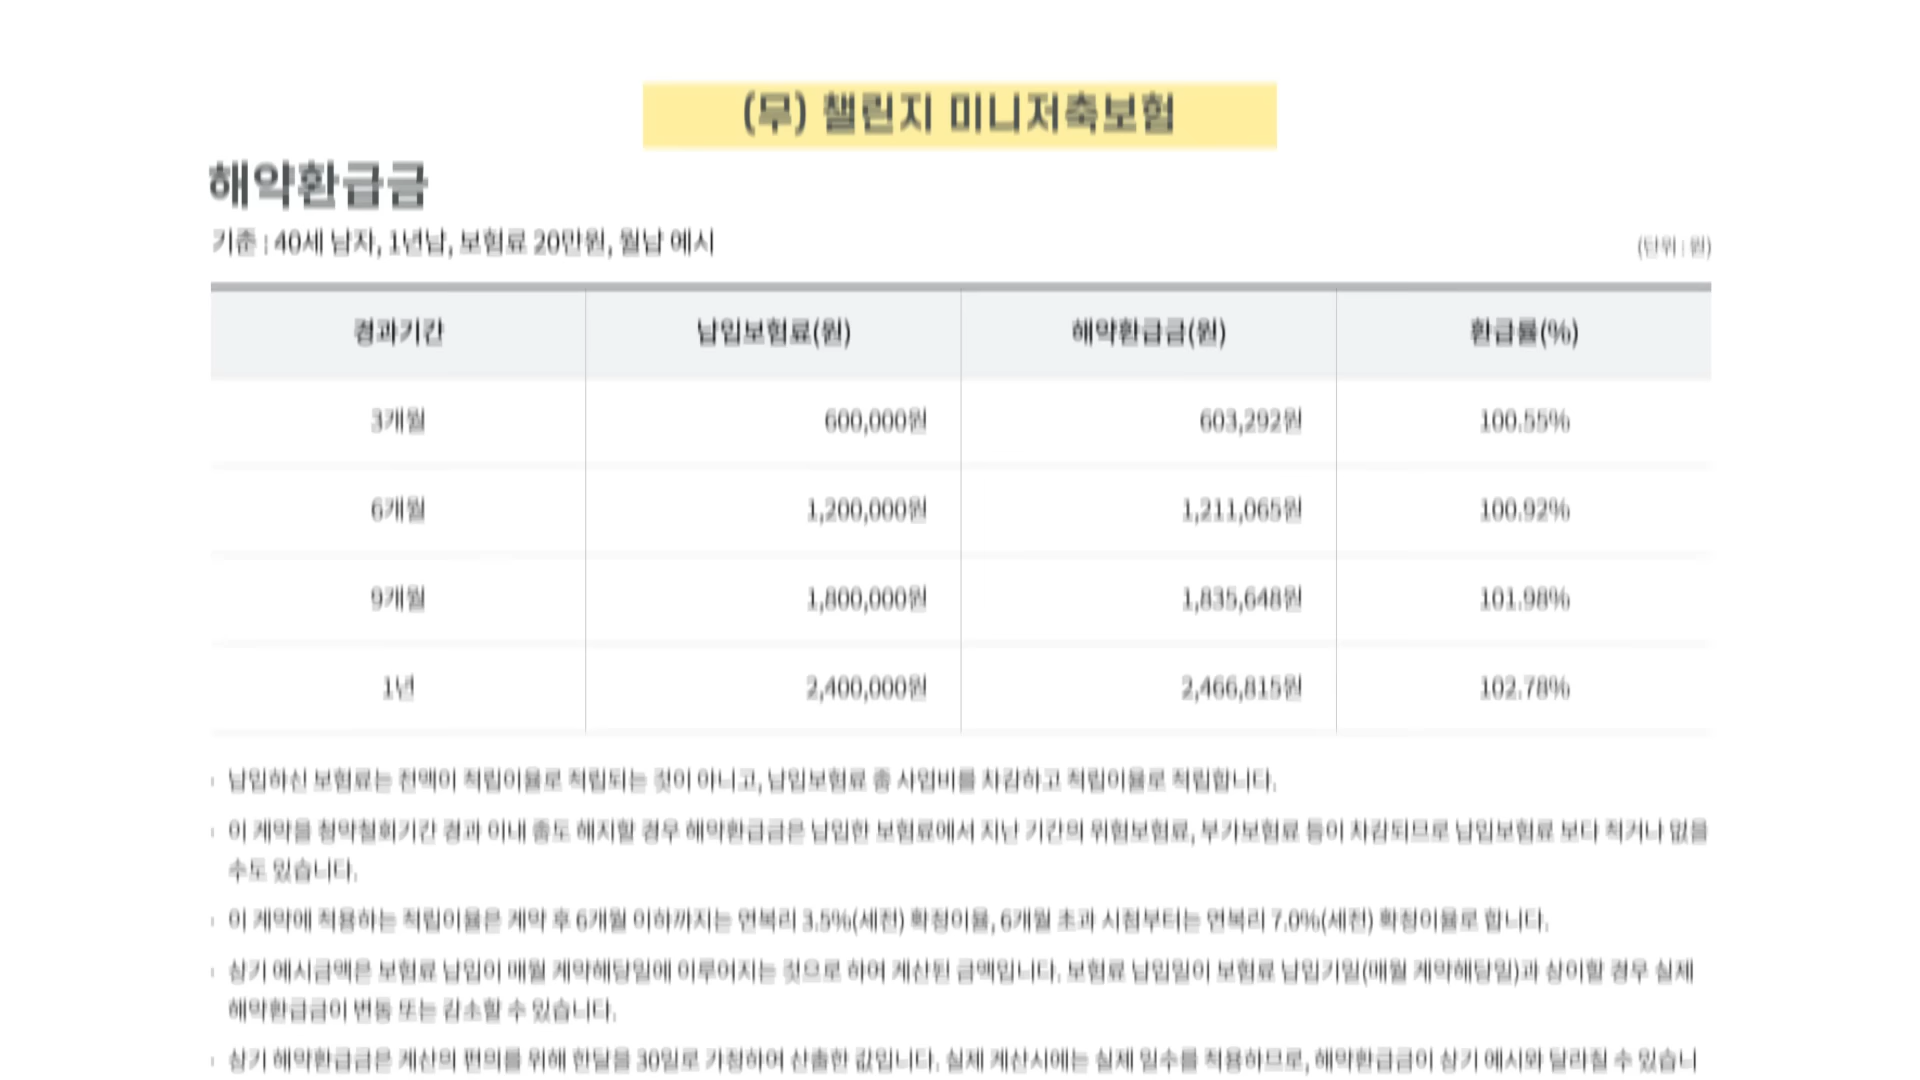 (무) 챌린지 미니저축보험
해약환급금
기준 : 40세 남자, 1년납, 보험료 20만원, 월납 예시
(단위 : 원)
경과기간 납입보험료(원) 해약환급금(원) 환급률(%)
3개월 600,000원 603,292원 100.55%
6개월 1,200,000원 1,211,065원 100.92%
9개월 1,800,000원 1,835,648원 101.98%
1년 2,400,000원 2,466,815원 102.78%
납입하신 보험료는 전액이 적립이율로 적립되는 것이 아니고, 납입보험료 중 사업비를 차감하고 적립이율로 적립합니다.
이 계약을 청약철회기간 경과 이내 중도 해지할 경우 해약환급금은 납입한 보험료에서 지난 기간의 위험보험료, 부가보험료 등이 차감되므로 납입보험료 보다 적거나 없을
수도 있습니다.
이 계약에 적용하는 적립이율은 계약 후 6개월 이하까지는 연복리 3.5%(세전) 확정이율, 6개월 초과 시점부터는 연복리 7.0%(세전) 확정이율로 합니다.
상기 예시금액은 보험료 납입이 매월 계약해당일에 이루어지는 것으로 하여 계산된 금액입니다. 보험료 납입일이 보험료 납입기일(매월 계약해당일)과 상이할 경우 실제
해약환급금이 변동 또는 감소할 수 있습니다.
상기 해약환급금은 계산의 편의를 위해 한달을 30일로 가정하여 산출한 값입니다. 실제 계산시에는 실제 일수를 적용하므로, 해약환급금이 상기 예시와 달라질 수 있습니